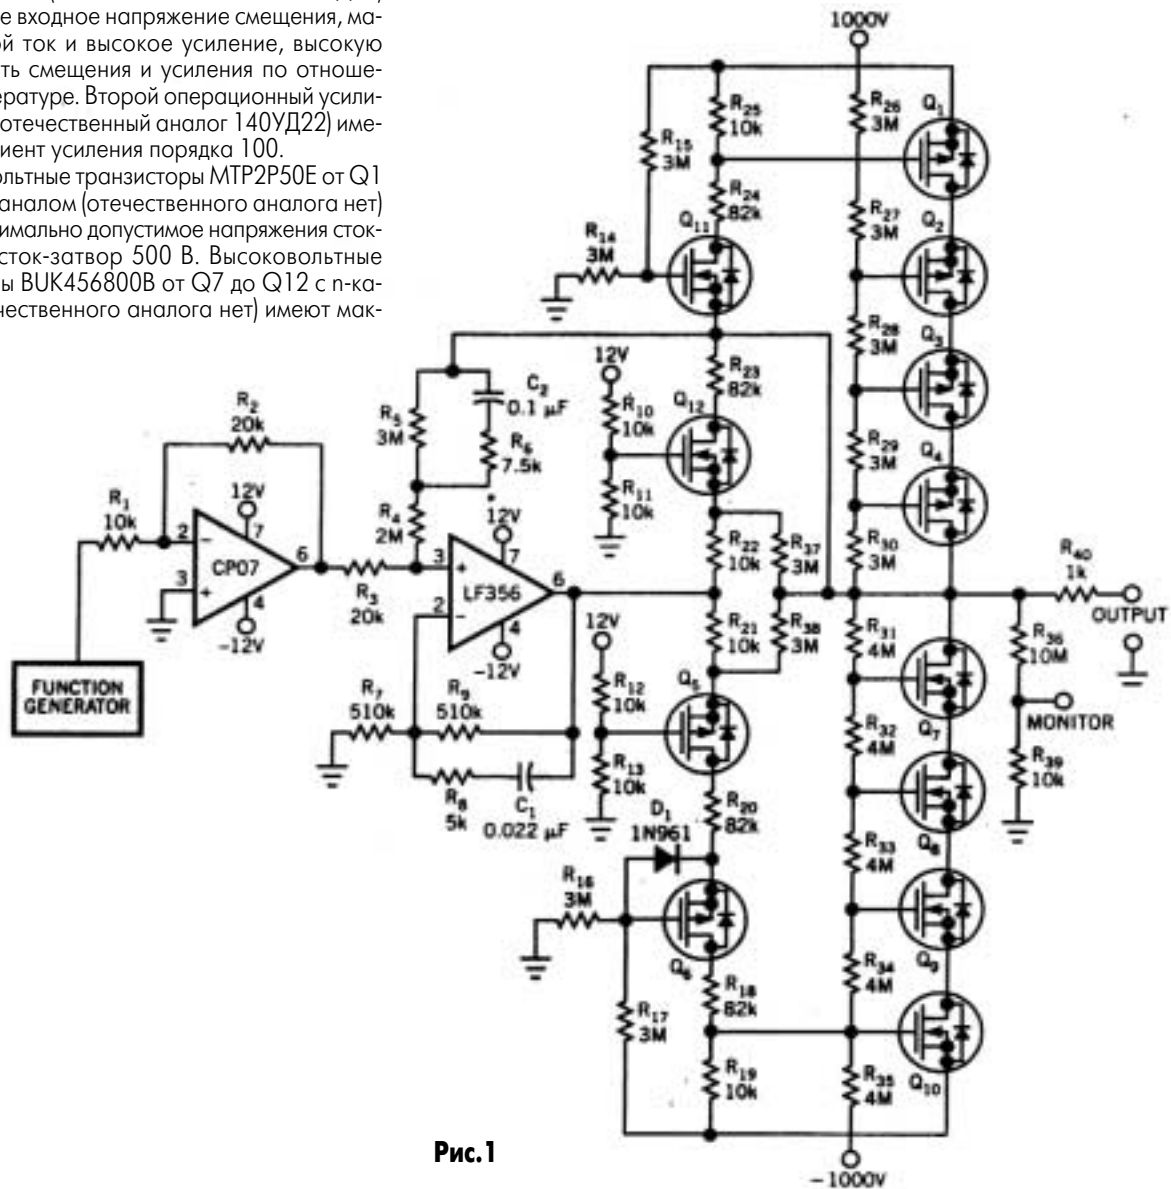 е входное напряжение смещения, ма-
й ток и высокое усиление, высокую
ть смещения и усиления по отноше-
ературе. Второй операционный усили-
отечественный аналог 140УД22) име-
иент усиления порядка 100.
ольтные транзисторы MTP2P50E от Q1
аналом (отечественного аналога нет)
имально допустимое напряжения сток-
сток-затвор 500 В. Высоковольтные
ы BUK456800B от Q7 до Q12 с n-ка-
чественного аналога нет) имеют мак-
1000V
R26
3M
Q1
R25
10k
R15
3M
R24
82k
R27
3M
Q2
Q11
R14
3M
R28
3M
Q3
R23
82k
12V
C2
0.1 µF
R10
10k
Q12
R5
3M
R6
7.5k
R29
3M
Q4
R2
20k
R11
10k
R1
10k
12V
R4
2M
12V
R22
10k
R37
3M
R30
3M
R40
1k
2
-
7
CP07
6
3
+
4
-12V
R3
20k
3
+
7
LF356
6
2
-
4
-12V
12V
R21
10k
R38
3M
R31
4M
OUTPUT
R36
10M
FUNCTION
GENERATOR
R7
510k
R9
510k
R12
10k
Q5
R32
4M
Q7
MONITOR
R8
5k
C1
0.022 µF
R13
10k
D1
1N961
R20
82k
R39
10k
Q8
R33
4M
R16
3M
Q6
R34
4M
Q9
R17
3M
R18
82k
R19
10k
R35
4M
Q10
Рис.1
-1000V